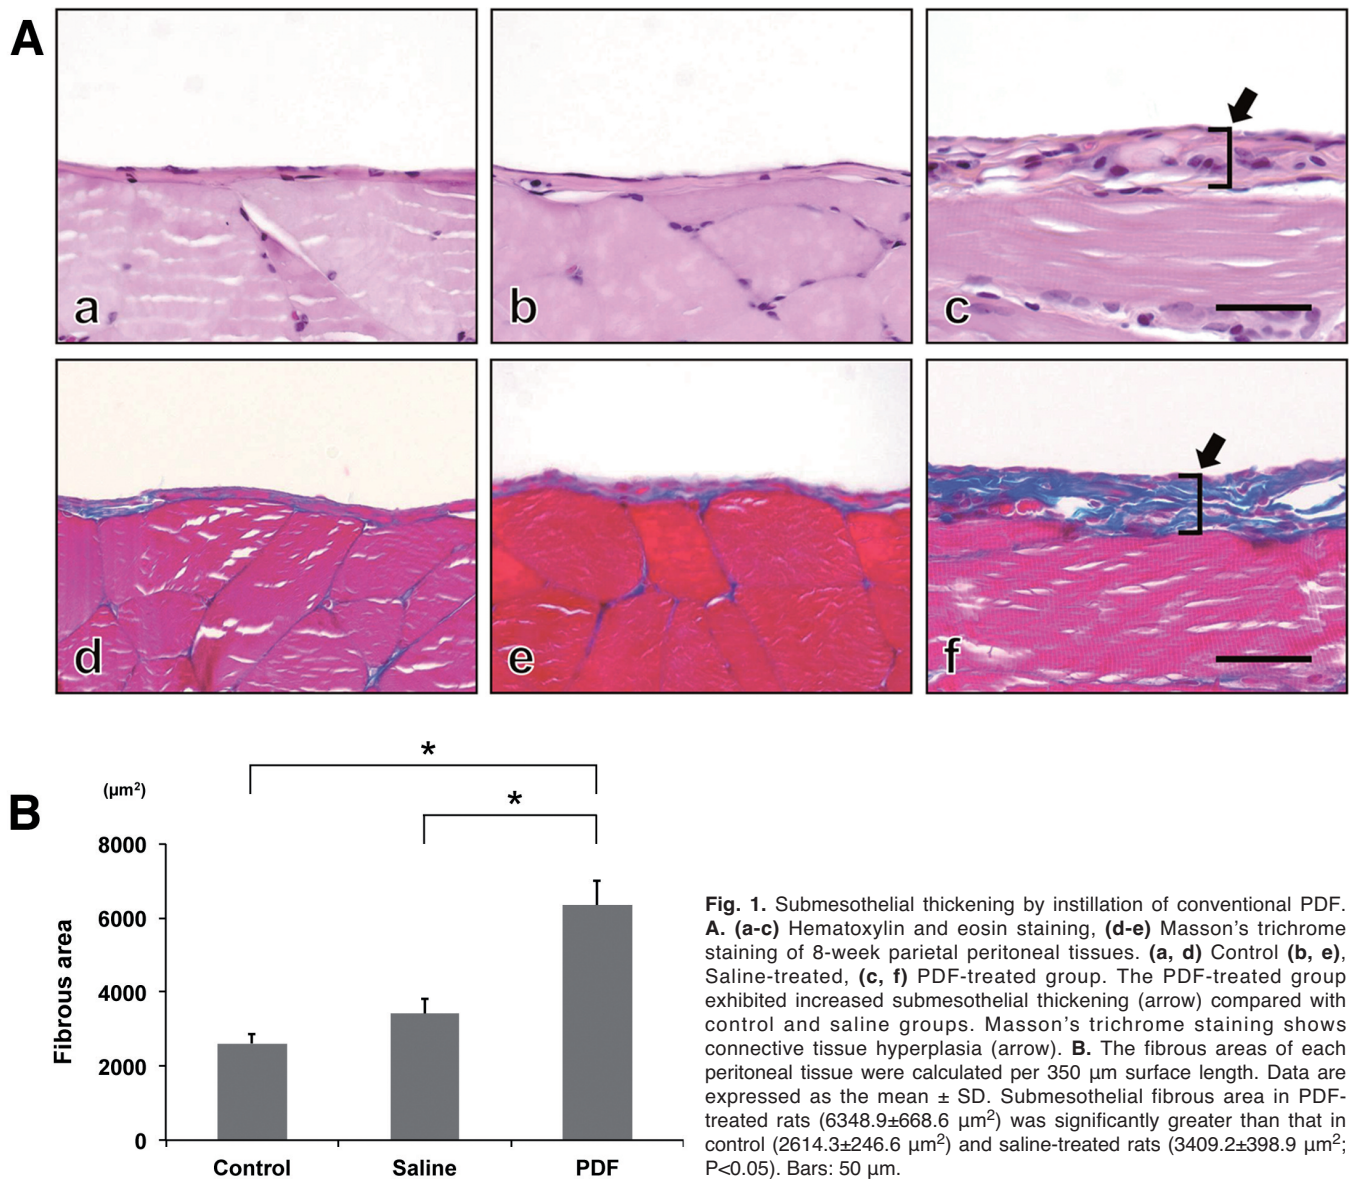 A
a
b
c
d
e
f
B
*
*
(µm²)
8000
6000
4000
2000
0
Fibrous area
Control
Saline
PDF
Fig. 1. Submesothelial thickening by instillation of conventional PDF.
A. (a-c) Hematoxylin and eosin staining, (d-e) Masson's trichrome
staining of 8-week parietal peritoneal tissues. (a, d) Control (b, e),
Saline-treated, (c, f) PDF-treated group. The PDF-treated group
exhibited increased submesothelial thickening (arrow) compared with
control and saline groups. Masson's trichrome staining shows
connective tissue hyperplasia (arrow). B. The fibrous areas of each
peritoneal tissue were calculated per 350 µm surface length. Data are
expressed as the mean ± SD. Submesothelial fibrous area in PDF-
treated rats (6348.9±668.6 µm²) was significantly greater than that in
control (2614.3±246.6 µm²) and saline-treated rats (3409.2±398.9 µm²;
P<0.05). Bars: 50 µm.